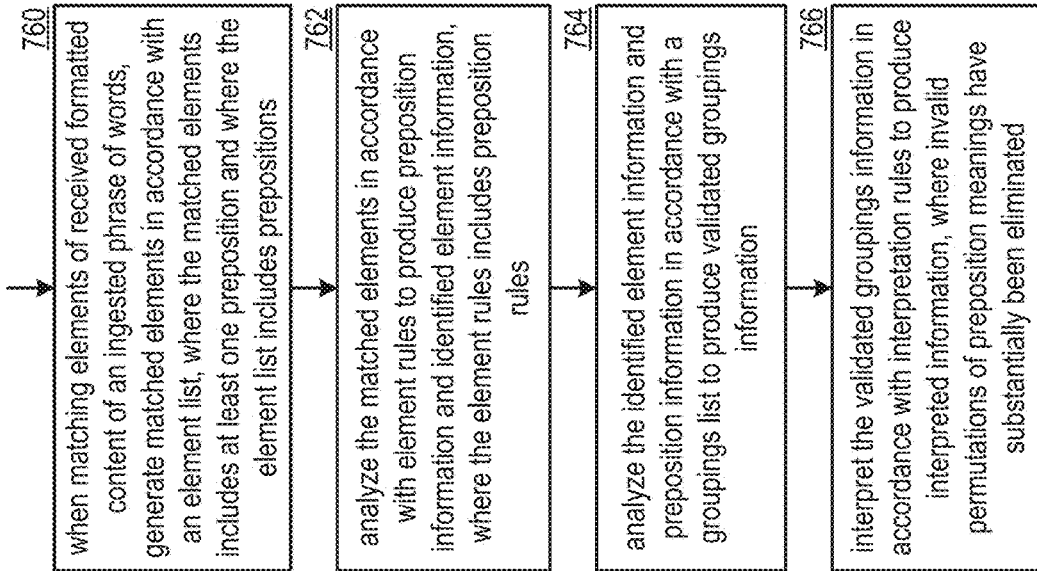 760
when matching elements of received formatted
content of an ingested phrase of words,
generate matched elements in accordance with
an element list, where the matched elements
includes at least one preposition and where the
element list includes prepositions
762
analyze the matched elements in accordance
with element rules to produce preposition
information and identified element information,
where the element rules includes preposition
rules
764
analyze the identified element information and
preposition information in accordance with a
groupings list to produce validated groupings
information
766
interpret the validated groupings information in
accordance with interpretation rules to produce
interpreted information, where invalid
permutations of preposition meanings have
substantially been eliminated